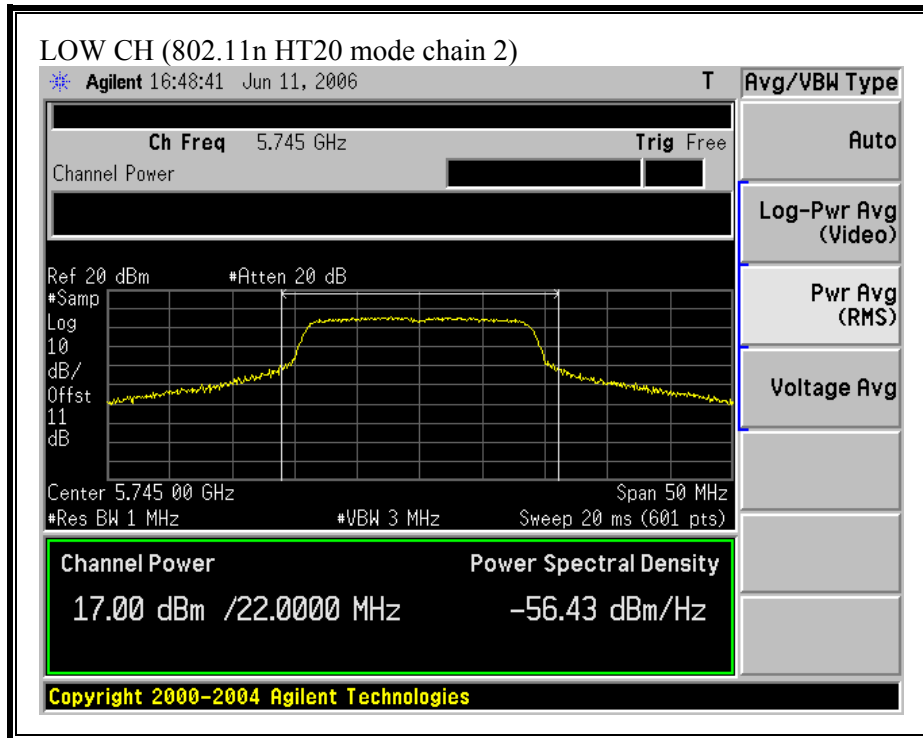 LOW CH (802.11n HT20 mode chain 2)
Agilent 16:48:41 Jun 11, 2006 T
Avg/VBW Type
Ch Freq 5.745 GHz Trig Free
Channel Power
Auto
Log-Pwr Avg
(Video)
Pwr Avg
(RMS)
Voltage Avg
Ref 20 dBm #Atten 20 dB
#Samp
Log
10
dB/
Offst
11
dB
Center 5.745 00 GHz Span 50 MHz
#Res BW 1 MHz #VBW 3 MHz Sweep 20 ms (601 pts)
Channel Power Power Spectral Density
17.00 dBm /22.0000 MHz -56.43 dBm/Hz
Copyright 2000-2004 Agilent Technologies